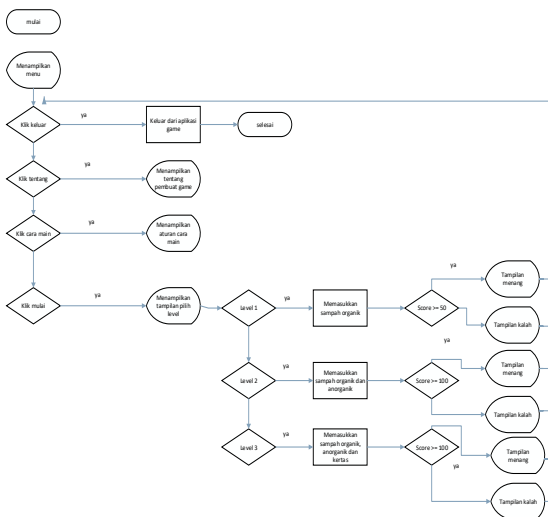 mulai
Menampilkan
menu
Klik keluar
ya
Keluar dari aplikasi
game
selesai
Klik tentang
ya
Menampilkan
tentang
pembuat game
Klik cara main
ya
Menampilkan
aturan cara
main
Klik mulai
ya
Menmpilkan
tampilan pilih
level
Level 1
ya
Memasukkan
sampah organik
Score >= 50
ya
Tampilan
menang
Tampilan kalah
Level 2
ya
Memasukkan
sampah organik dan
anorganik
Score >= 100
ya
Tampilan
menang
Tampilan kalah
Level 3
ya
Memasukkan
sampah organik,
anorganik dan
kertas
Score >= 100
ya
Tampilan
menang
Tampilan kalah